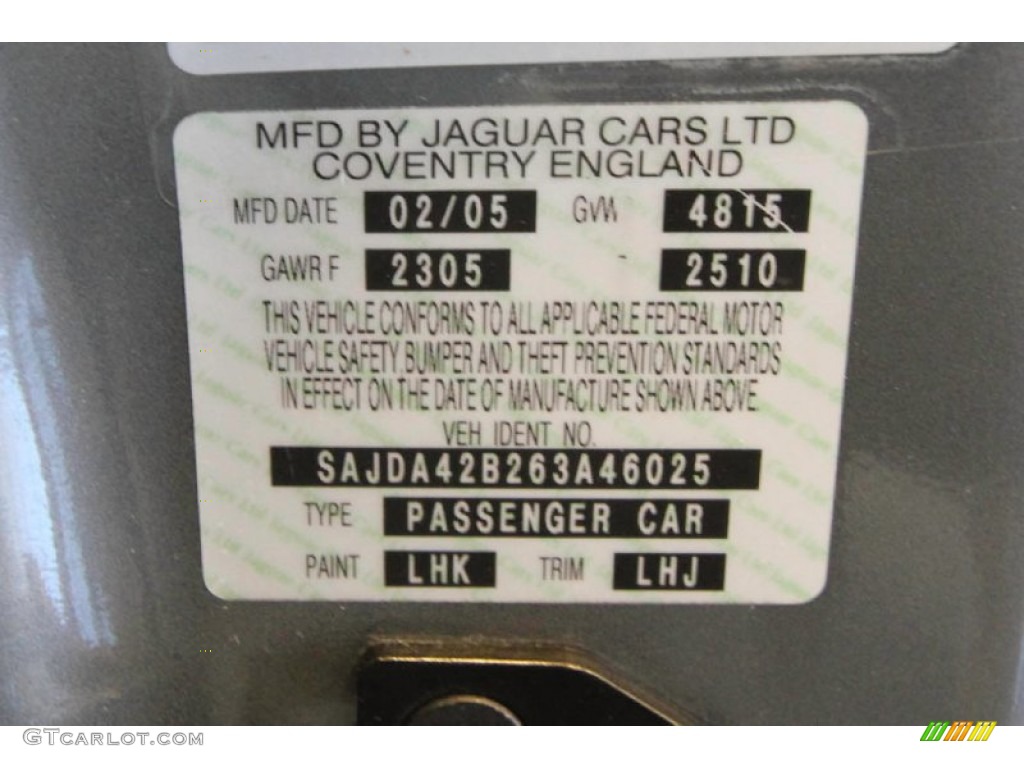 MFD BY JAGUAR CARS LTD
COVENTRY ENGLAND
MFD DATE 02/05 GVW 4815
GAWR F 2305 2510
THIS VEHICLE CONFORMS TO ALL APPLICABLE FEDERAL MOTOR
VEHICLE SAFETY, BUMPER AND THEFT PREVENTION STANDARDS
IN EFFECT ON THE DATE OF MANUFACTURE SHOWN ABOVE.
VEH IDENT NO.
SAJDA42B263A46025
TYPE PASSENGER CAR
PAINT LHK TRIM LHJ
GTCarLot.com